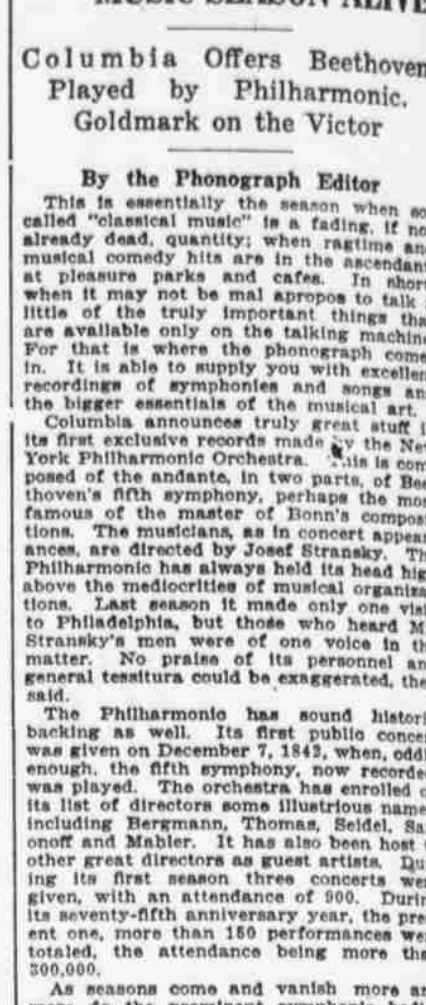 MUSIC SEASON ALIVE
Columbia Offers Beethoven
Played by Philharmonic.
Goldmark on the Victor
By the Phonograph Editor
This is essentially the season when so-
called "classical music" is a fading, if no
already dead, quantity; when ragtime an
musical comedy hits are in the ascendant
at pleasure parks and cafes. In short
when it may not be mal apropos to talk
little of the truly important things tha
are available only on the talking machine
For that is where the phonograph come
in. It is able to supply you with excellen
recordings of symphonies and songs an
the bigger essentials of the musical art.
Columbia announces truly great stuff i
its first exclusive records made by the Ne
York Philharmonic Orchestra. This is com
posed of the andante, in two parts, of Bee
thoven's fifth symphony, perhaps the mos
famous of the master of Bonn's composi
tions. The musicians, as in concert appear
ances, are directed by Josef Stransky. Th
Philharmonic has always held its head hig
above the mediocrities of musical organiza
tions. Last season it made only one visi
to Philadelphia, but those who heard M
Stransky's men were of one voice in th
matter. No praise of its personnel an
general tessitura could be exaggerated, the
said.
The Philharmonic has sound histori
backing as well. Its first public conce
was given on December 7, 1842, when, oddl
enough, the fifth symphony, now recorde
was played. The orchestra has enrolled o
its list of directors some illustrious name
including Bergmann, Thomas, Seidel, Sa
onoff and Mahler. It has also been host
other great directors as guest artists. Du
ing its first season three concerts we
given, with an attendance of 900. Durin
its seventy-fifth anniversary year, the pre
ent one, more than 150 performances we
totaled, the attendance being more tha
300,000.
As seasons come and vanish more an
more do the prominent symphonic bodi